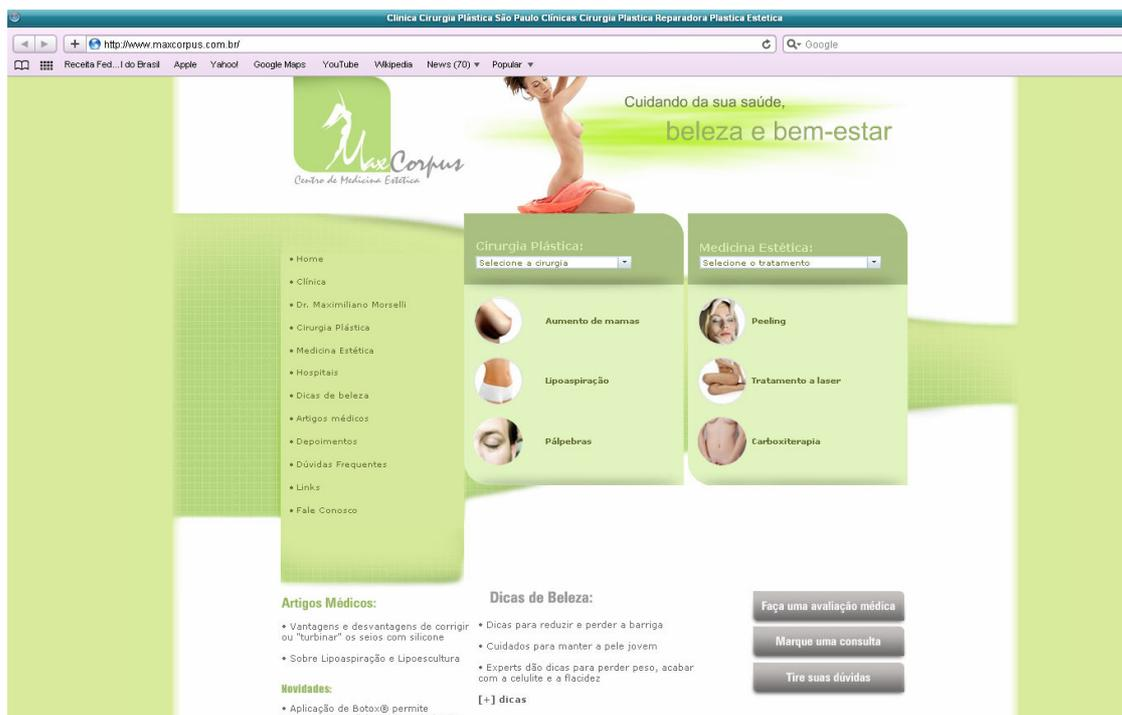 Clinica Cirurgia Plástica São Paulo Clínicas Cirurgia Plastica Reparadora Plastica Estetica
http://www.maxcorpus.com.br/
Google
Receita Fed...l do Brasil Apple Yahoo! Google Maps YouTube Wikipedia News (70) Popular
MaxCorpus
Centro de Medicina Estética
Cuidando da sua saúde,
beleza e bem-estar
• Home
• Clínica
• Dr. Maximiliano Morselli
• Cirurgia Plástica
• Medicina Estética
• Hospitais
• Dicas de beleza
• Artigos médicos
• Depoimentos
• Dúvidas Frequentes
• Links
• Fale Conosco
Cirurgia Plástica:
Selecione a cirurgia
Aumento de mamas
Lipoaspiração
Pálpebras
Medicina Estética:
Selecione o tratamento
Peeling
Tratamento a laser
Carboxiterapia
Artigos Médicos:
• Vantagens e desvantagens de corrigir
ou "turbinar" os seios com silicone
• Sobre Lipoaspiração e Lipoescultura
Novidades:
• Aplicação de Botox® permite
Dicas de Beleza:
• Dicas para reduzir e perder a barriga
• Cuidados para manter a pele jovem
• Experts dão dicas para perder peso, acabar
com a celulite e a flacidez
[+] dicas
Faça uma avaliação médica
Marque uma consulta
Tire suas dúvidas